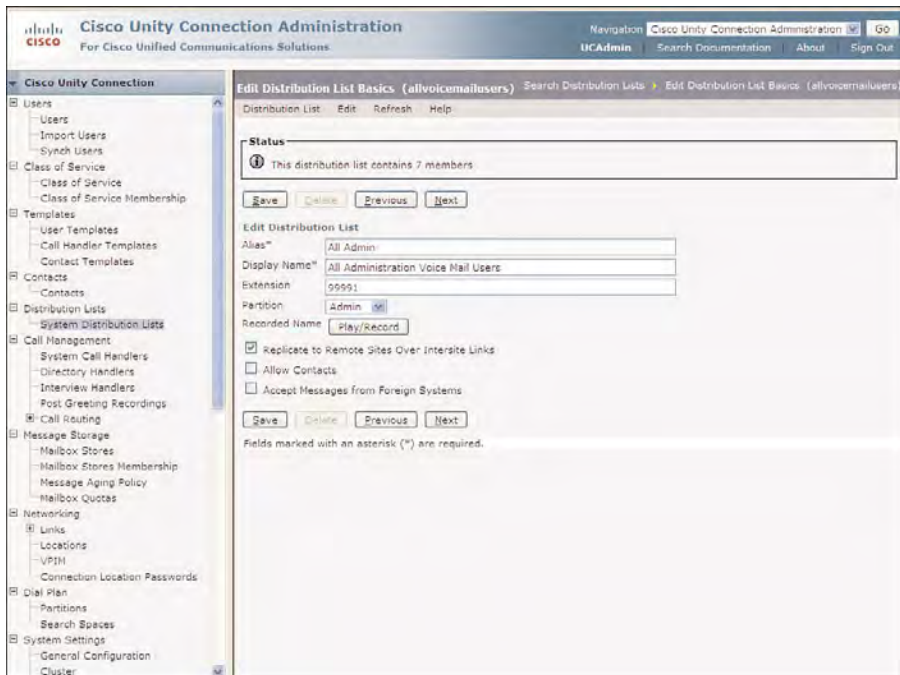 Cisco Unity Connection Administration
cisco
For Cisco Unified Communications Solutions
Navigation Cisco Unity Connection Administration Go
UCAdmin Search Documentation About Sign Out
Cisco Unity Connection
Users
Users
Import Users
Synch Users
Class of Service
Class of Service
Class of Service Membership
Templates
User Templates
Call Handler Templates
Contact Templates
Contacts
Contacts
Distribution Lists
System Distribution Lists
Call Management
System Call Handlers
Directory Handlers
Interview Handlers
Post Greeting Recordings
Call Routing
Message Storage
Mailbox Stores
Mailbox Stores Membership
Message Aging Policy
Mailbox Quotas
Networking
Links
Locations
VPIM
Connection Location Passwords
Dial Plan
Partitions
Search Spaces
System Settings
General Configuration
Cluster
Edit Distribution List Basics (allvoicemailusers) Search Distribution Lists Edit Distribution List Basics (allvoicemailusers)
Distribution List Edit Refresh Help
Status
This distribution list contains 7 members
Save Delete Previous Next
Edit Distribution List
Alias* All Admin
Display Name* All Administration Voice Mail Users
Extension 99991
Partition Admin
Recorded Name Play/Record
Replicate to Remote Sites Over Intersite Links
Allow Contacts
Accept Messages from Foreign Systems
Save Delete Previous Next
Fields marked with an asterisk (*) are required.